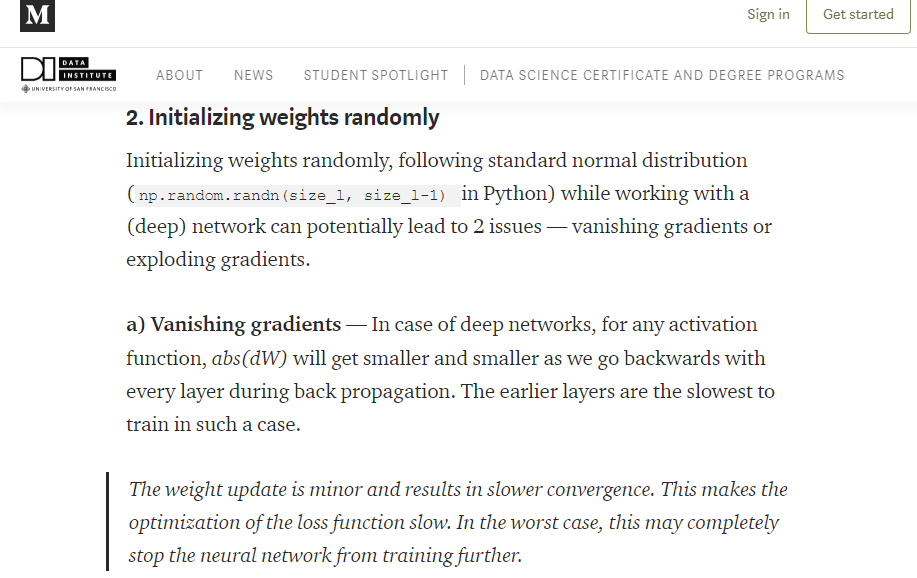 M
Sign in
Get started
DATA
INSTITUTE
UNIVERSITY OF SAN FRANCISCO
ABOUT
NEWS
STUDENT SPOTLIGHT
DATA SCIENCE CERTIFICATE AND DEGREE PROGRAMS
2. Initializing weights randomly
Initializing weights randomly, following standard normal distribution
( np.random.randn(size_l, size_l-1) in Python) while working with a
(deep) network can potentially lead to 2 issues — vanishing gradients or
exploding gradients.
a) Vanishing gradients — In case of deep networks, for any activation
function, abs(dW) will get smaller and smaller as we go backwards with
every layer during back propagation. The earlier layers are the slowest to
train in such a case.
The weight update is minor and results in slower convergence. This makes the
optimization of the loss function slow. In the worst case, this may completely
stop the neural network from training further.